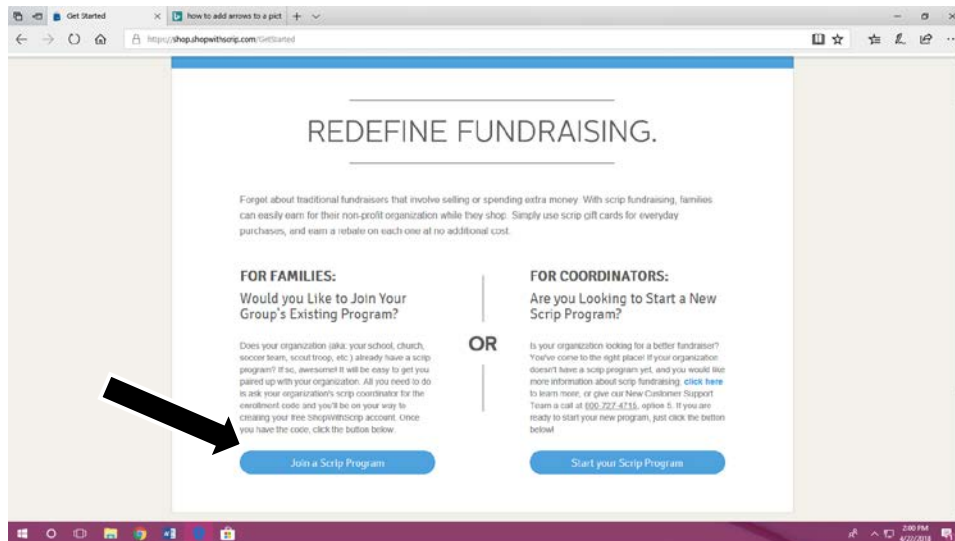 Get Started
how to add arrows to a pict
https://shop.shopwithscrip.com/GetStarted
REDEFINE FUNDRAISING.
Forget about traditional fundraisers that involve selling or spending extra money. With scrip fundraising, families
can easily earn for their non-profit organization while they shop. Simply use scrip gift cards for everyday
purchases, and earn a rebate on each one at no additional cost.
FOR FAMILIES:
Would you Like to Join Your
Group's Existing Program?
Does your organization (aka: your school, church,
soccer team, scout troop, etc.) already have a scrip
program? If so, awesome! It will be easy to get you
paired up with your organization. All you need to do
is ask your organization's scrip coordinator for the
enrollment code and you'll be on your way to
creating your free ShopWithScrip account. Once
you have the code, click the button below.
Join a Scrip Program
OR
FOR COORDINATORS:
Are you Looking to Start a New
Scrip Program?
Is your organization looking for a better fundraiser?
You've come to the right place! If your organization
doesn't have a scrip program yet, and you would like
more information about scrip fundraising, click here
to learn more, or give our New Customer Support
Team a call at 800-727-4715, option 5. If you are
ready to start your new program, just click the button
below!
Start your Scrip Program
2:00 PM
4/22/2018